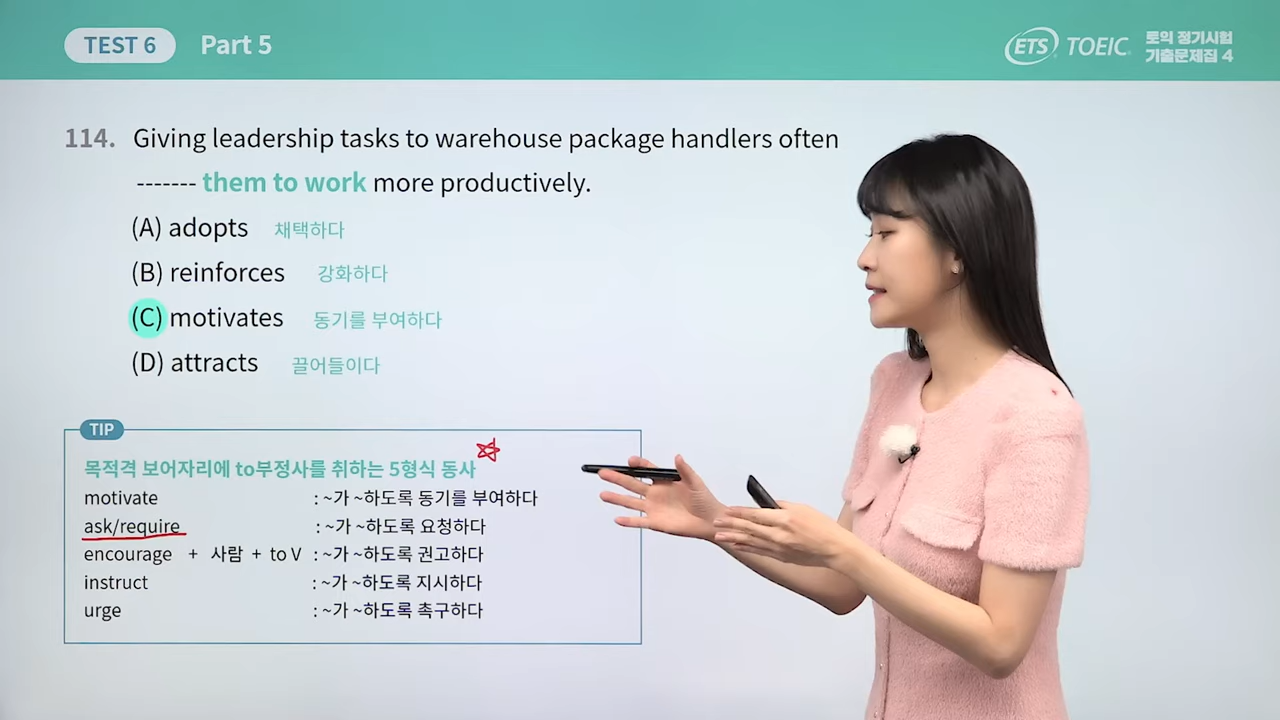 TEST 6 Part 5
ETS TOEIC 토익 정기시험
기출문제집 4
114. Giving leadership tasks to warehouse package handlers often
------- them to work more productively.
(A) adopts 채택하다
(B) reinforces 강화하다
(C) motivates 동기를 부여하다
(D) attracts 끌어들이다
TIP
목적격 보어자리에 to부정사를 취하는 5형식 동사
motivate : ~가 ~하도록 동기를 부여하다
ask/require : ~가 ~하도록 요청하다
encourage + 사람 + to V : ~가 ~하도록 권고하다
instruct : ~가 ~하도록 지시하다
urge : ~가 ~하도록 촉구하다